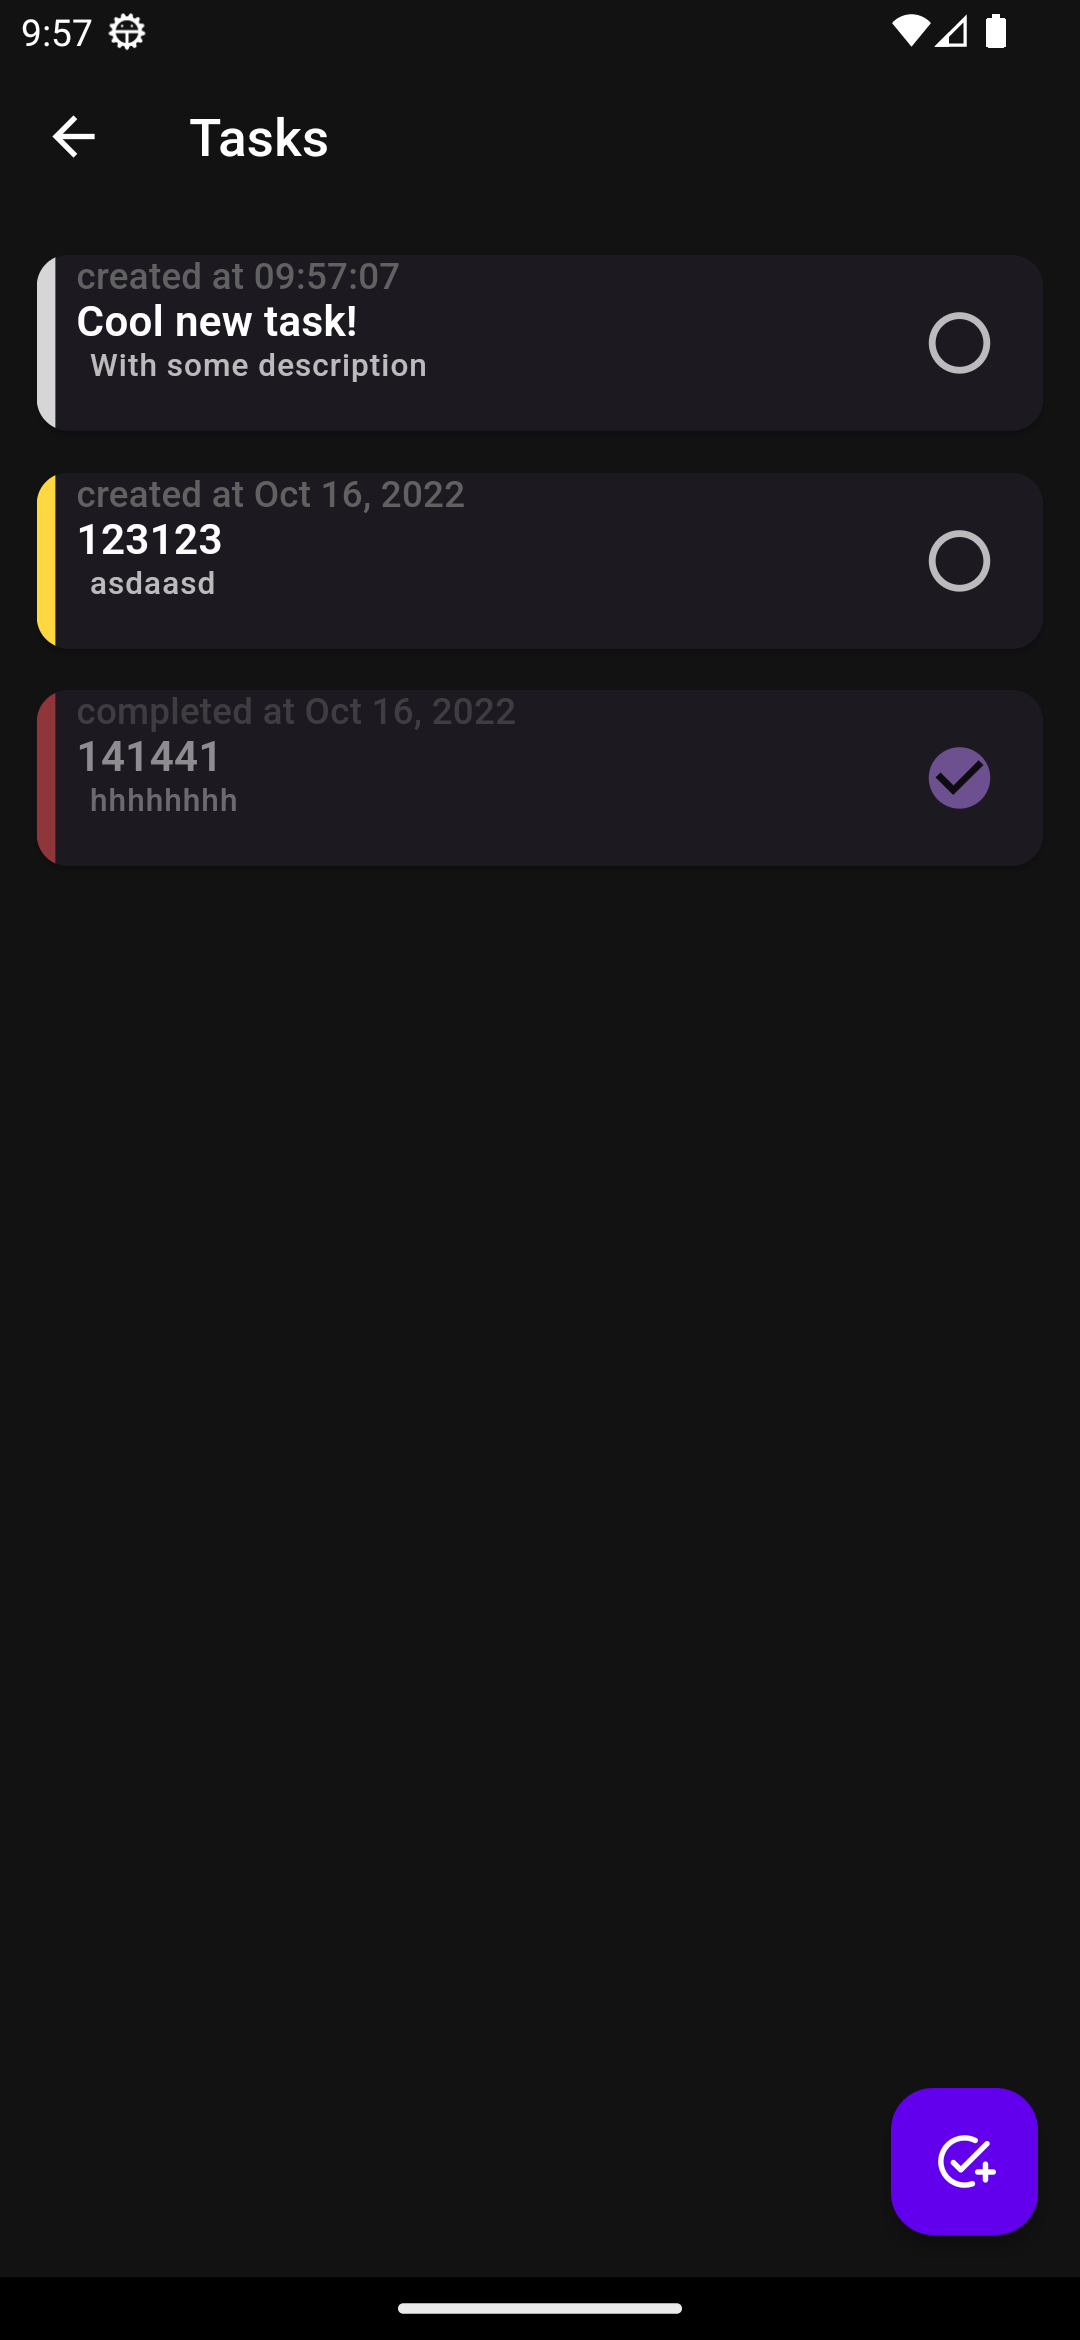 9:57
Tasks
created at 09:57:07
Cool new task!
With some description
created at Oct 16, 2022
123123
asdaasd
completed at Oct 16, 2022
141441
hhhhhhhh